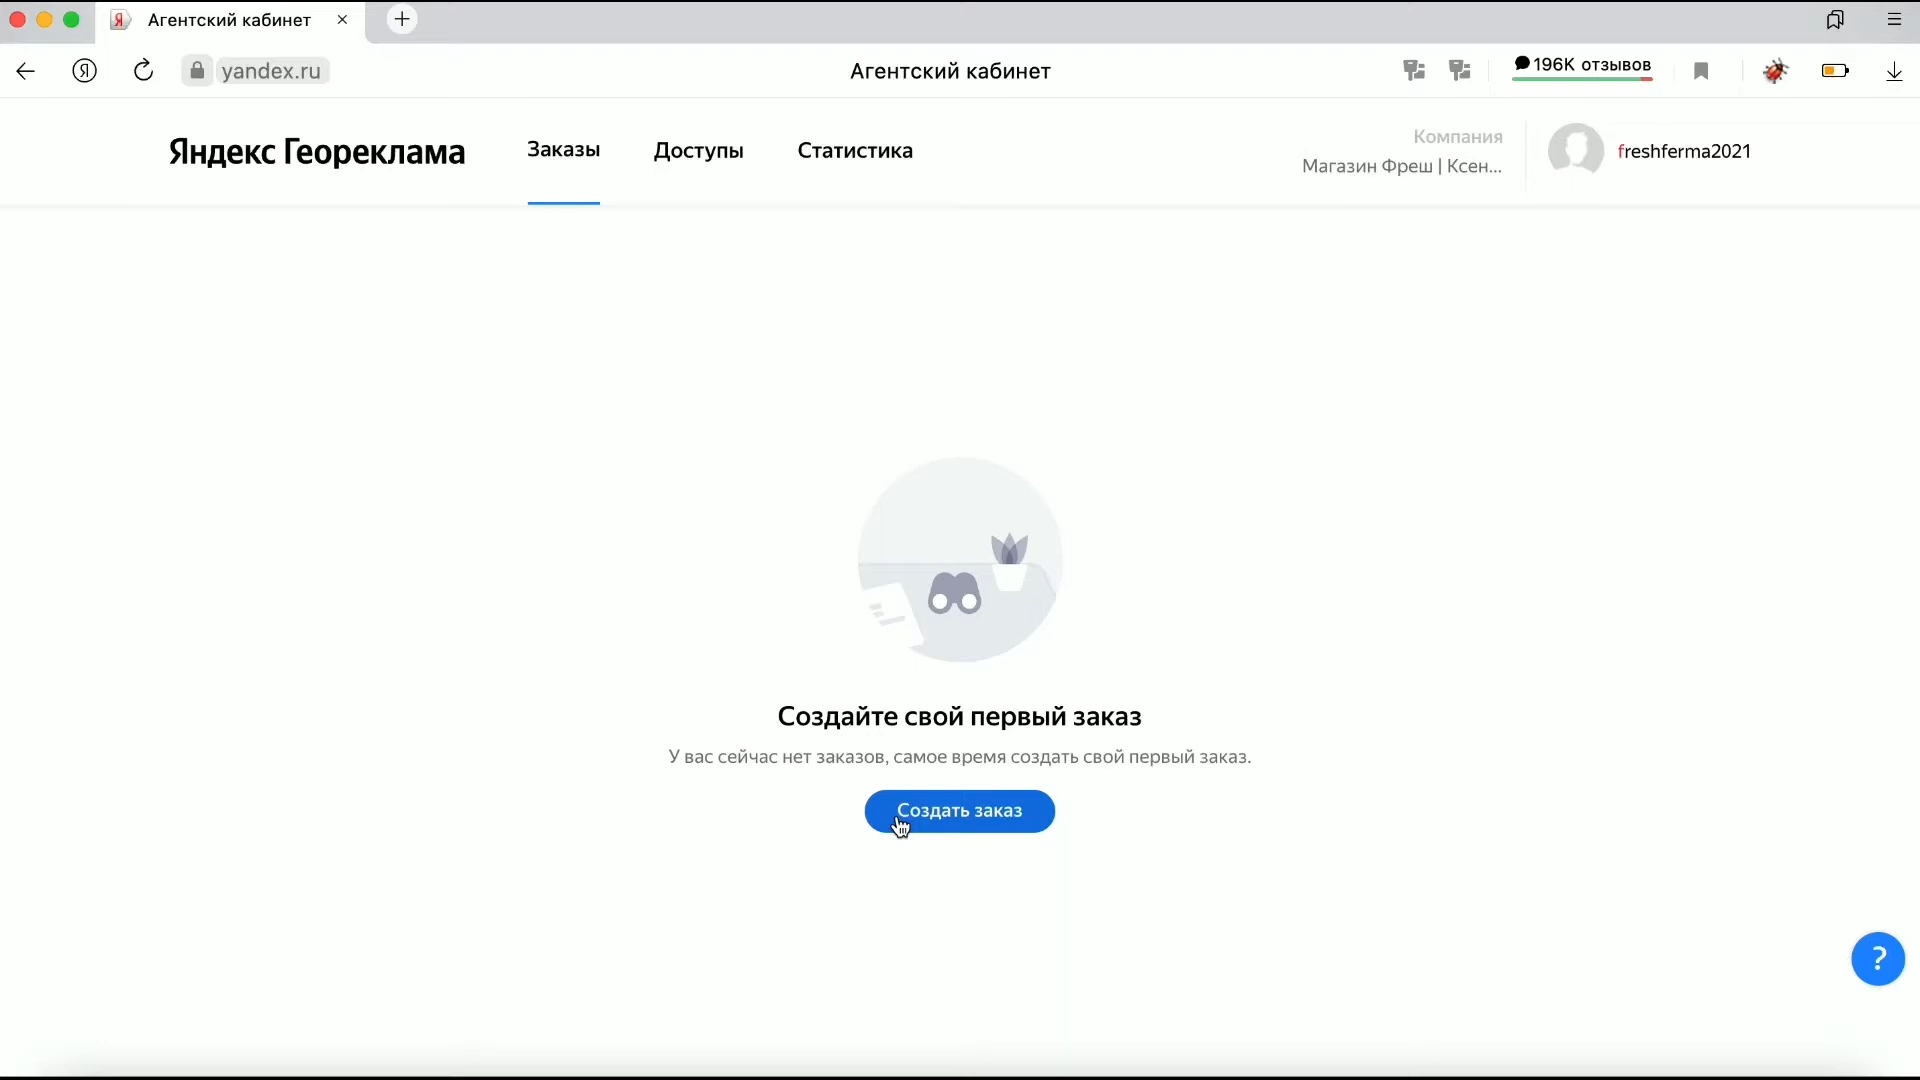 Агентский кабинет
yandex.ru
Агентский кабинет
196K отзывов
Яндекс Геореклама
Заказы
Доступы
Статистика
Компания
Магазин Фреш | Ксен...
freshferma2021
Создайте свой первый заказ
У вас сейчас нет заказов, самое время создать свой первый заказ.
Создать заказ
?